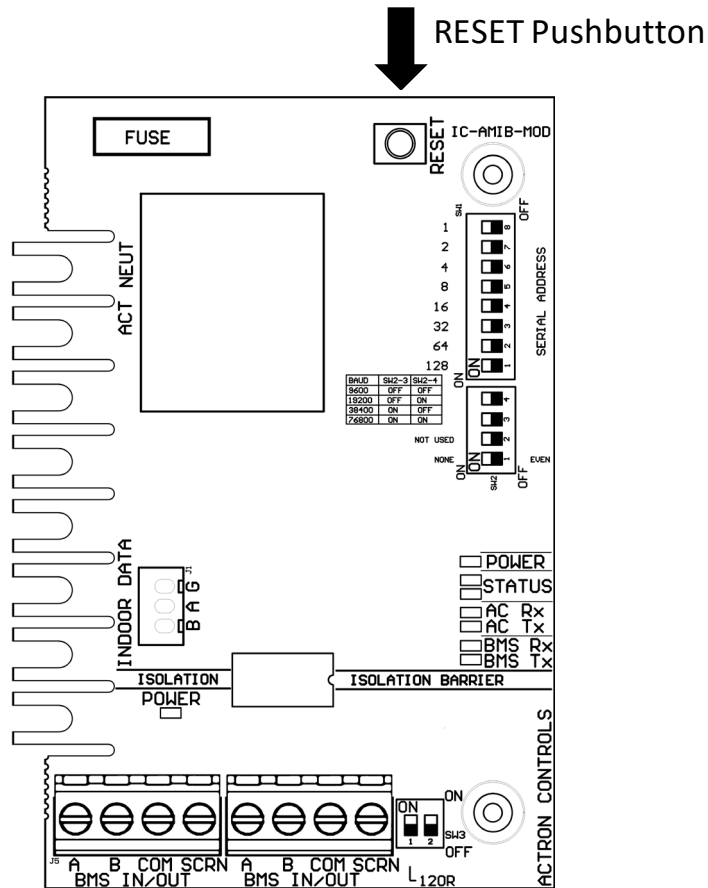 RESET Pushbutton
FUSE
RESET
IC-AMIB-MOD
SW1
OFF
ACT NEUT
1 8
2 7
4 6
8 5
16 4
32 3
64 2
128 ON 1
SERIAL ADDRESS
ON
BAUD SW2-3 SW2-4
9600 OFF OFF
19200 OFF ON
38400 ON OFF
76800 ON ON
4
3
NOT USED 2
NONE ON 1 EVEN
ON
SW2
OFF
INDOOR DATA
J1
G
A
B
POWER
STATUS
AC Rx
AC Tx
BMS Rx
BMS Tx
ISOLATION ISOLATION BARRIER
POWER
ACTRON CONTROLS
ON
ON
1 2
SW3
OFF
J5
A B COM SCRN A B COM SCRN
BMS IN/OUT BMS IN/OUT
120R